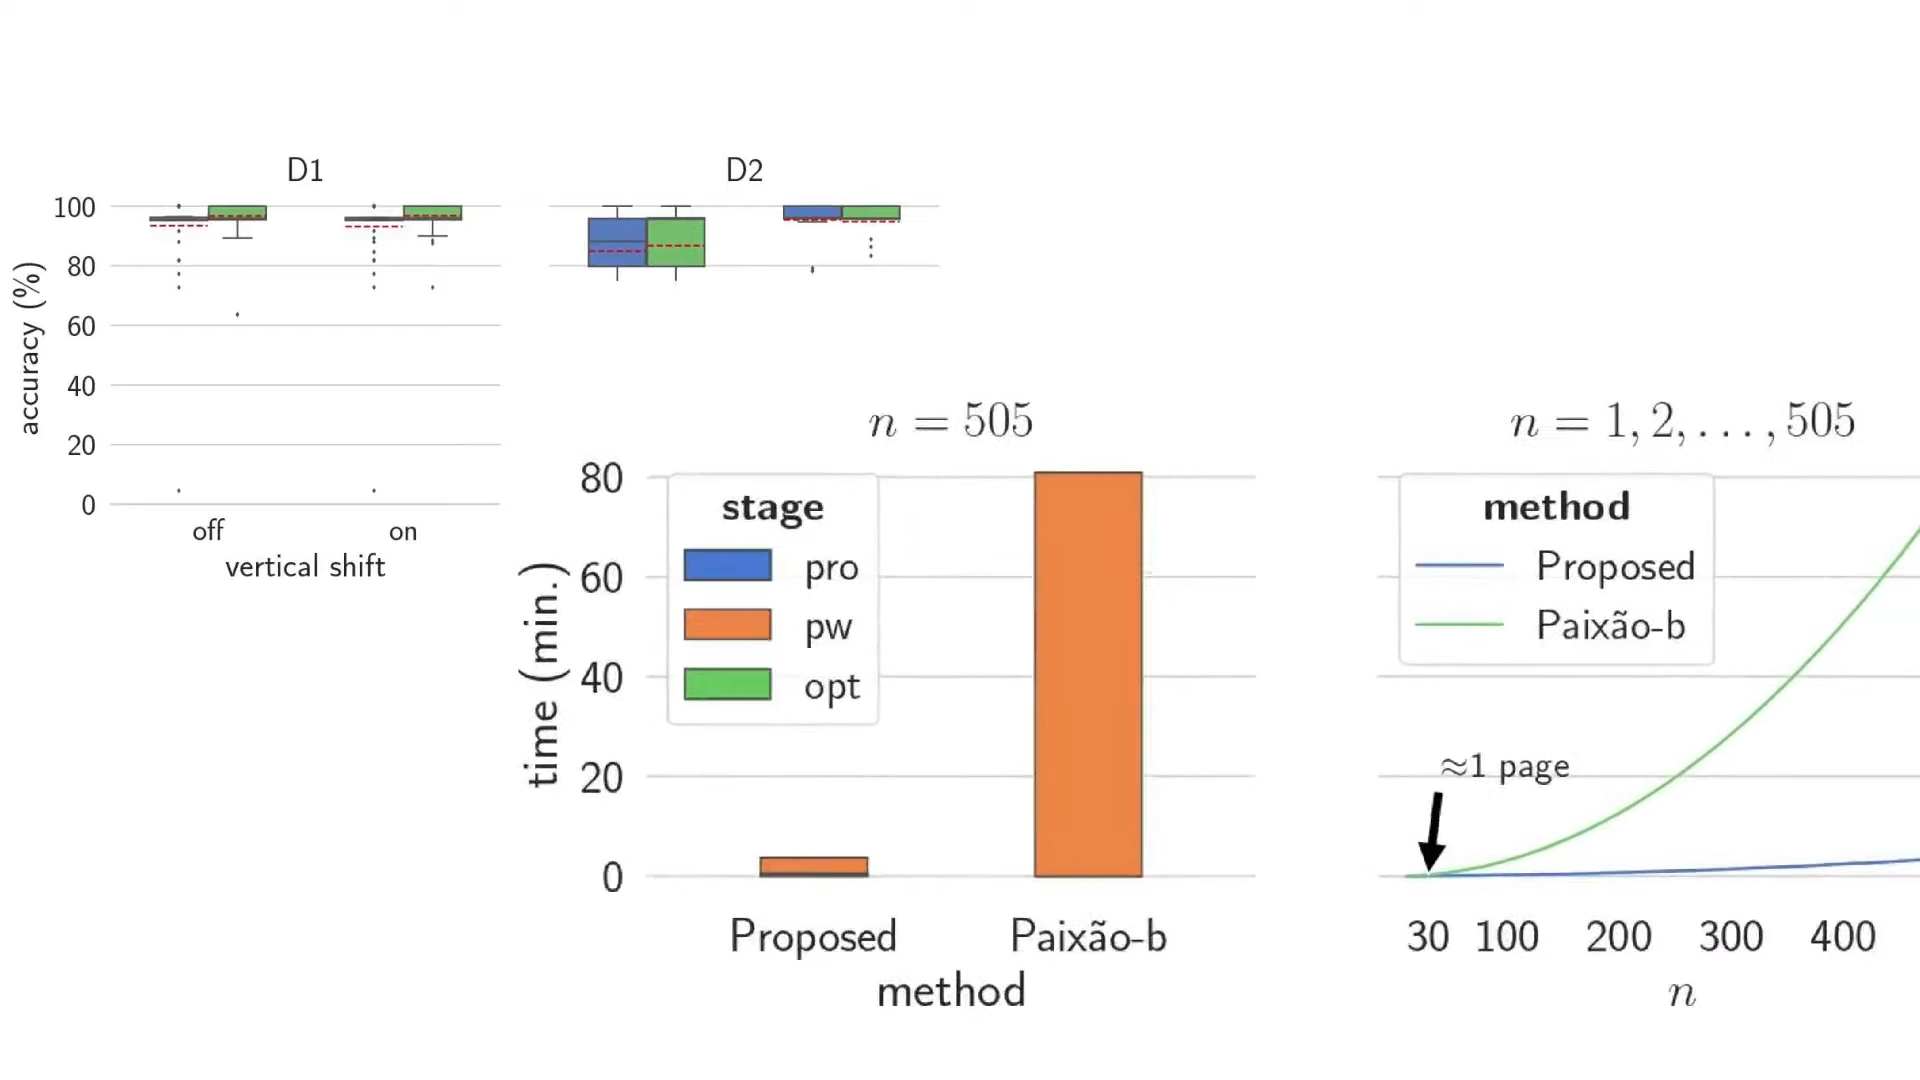 D1
D2
100
80
60
40
20
0
accuracy (%)
off on
vertical shift
n = 505
80
60
40
20
0
time (min.)
stage
pro
pw
opt
Proposed Paixão-b
method
n = 1, 2, . . . , 505
method
Proposed
Paixão-b
≈1 page
30 100 200 300 400
n